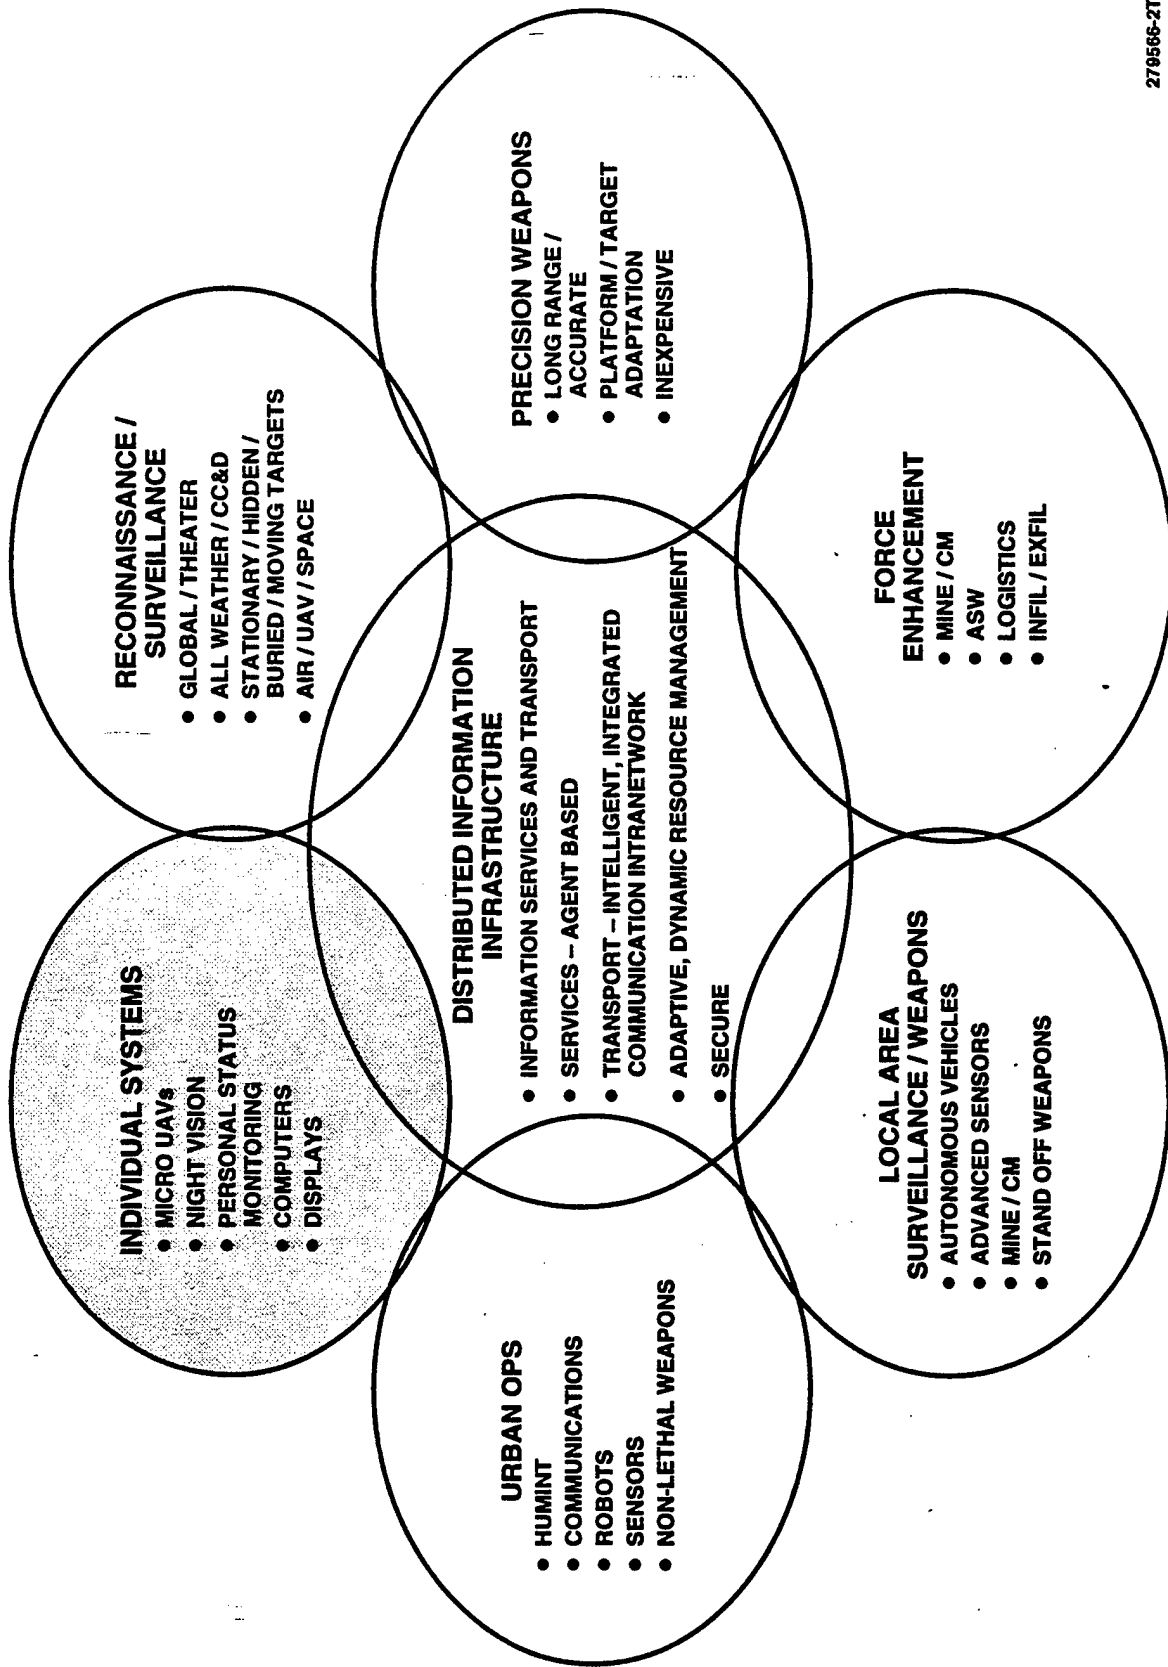 INDIVIDUAL SYSTEMS
● MICRO UAVs
● NIGHT VISION
● PERSONAL STATUS
MONITORING
● COMPUTERS
● DISPLAYS
RECONNAISSANCE /
SURVEILLANCE
● GLOBAL / THEATER
● ALL WEATHER / CC&D
● STATIONARY / HIDDEN /
BURIED / MOVING TARGETS
● AIR / UAV / SPACE
URBAN OPS
● HUMINT
● COMMUNICATIONS
● ROBOTS
● SENSORS
● NON-LETHAL WEAPONS
DISTRIBUTED INFORMATION
INFRASTRUCTURE
● INFORMATION SERVICES AND TRANSPORT
● SERVICES – AGENT BASED
● TRANSPORT – INTELLIGENT, INTEGRATED
COMMUNICATION INTRANETWORK
● ADAPTIVE, DYNAMIC RESOURCE MANAGEMENT
● SECURE
PRECISION WEAPONS
● LONG RANGE /
ACCURATE
● PLATFORM / TARGET
ADAPTATION
● INEXPENSIVE
LOCAL AREA
SURVEILLANCE / WEAPONS
● AUTONOMOUS VEHICLES
● ADVANCED SENSORS
● MINE / CM
● STAND OFF WEAPONS
FORCE
ENHANCEMENT
● MINE / CM
● ASW
● LOGISTICS
● INFIL / EXFIL
279566-2T